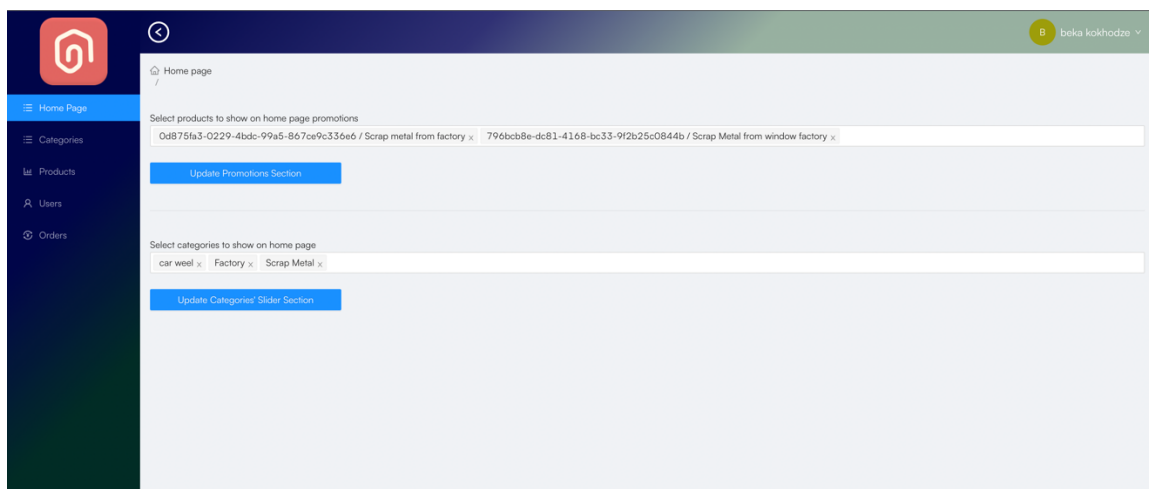 B beka kokhodze
Home page
/
Home Page
Categories
Products
Users
Orders
Select products to show on home page promotions
0d875fa3-0229-4bdc-99a5-867ce9c336e6 / Scrap metal from factory x 796bcb8e-dc81-4168-bc33-9f2b25c0844b / Scrap Metal from window factory x
Update Promotions Section
Select categories to show on home page
car weel x Factory x Scrap Metal x
Update Categories' Slider Section